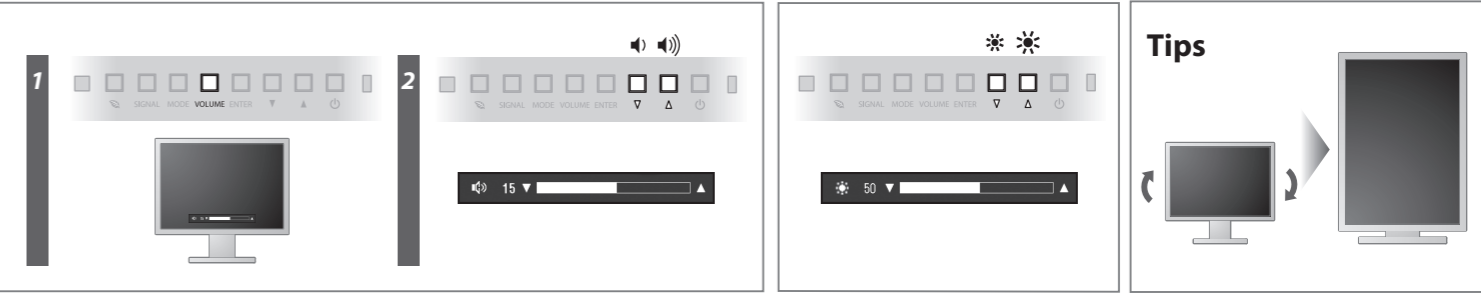 1
SIGNAL MODE VOLUME ENTER ▼ ▲
2
SIGNAL MODE VOLUME ENTER ▽ △
15 ▼ ▲
SIGNAL MODE VOLUME ENTER ▽ △
50 ▼ ▲
Tips